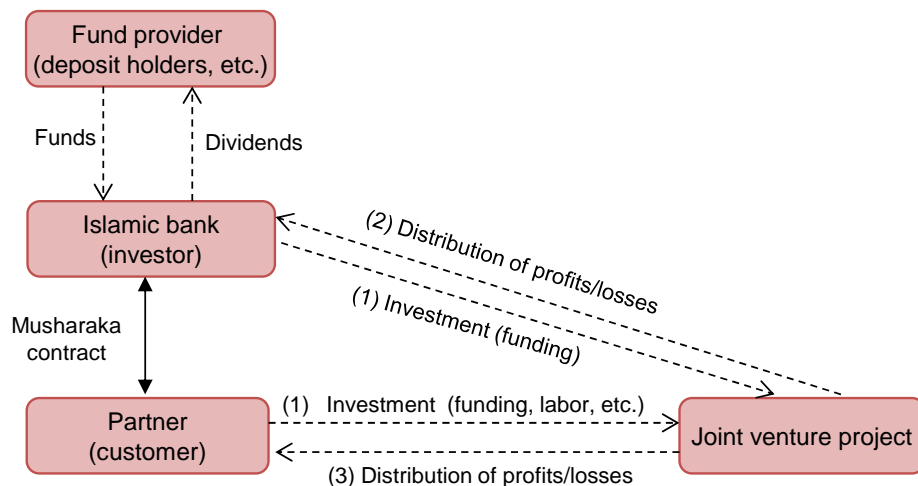 Fund provider
(deposit holders, etc.)
Funds
Dividends
Islamic bank
(investor)
(2) Distribution of profits/losses
(1) Investment (funding)
Musharaka
contract
Partner
(customer)
(1) Investment (funding, labor, etc.)
Joint venture project
(3) Distribution of profits/losses